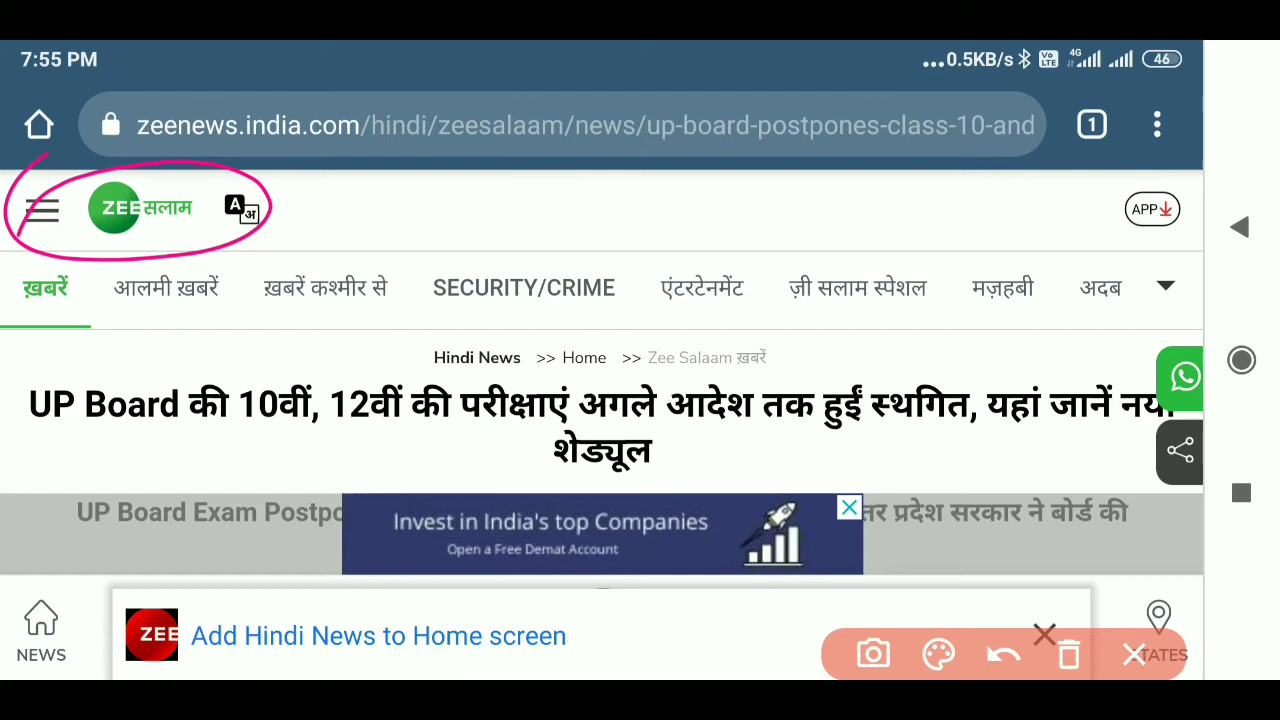 7:55 PM
...0.5KB/s Vo LTE 4G 46
zeenews.india.com/hindi/zeesalaam/news/up-board-postpones-class-10-and
1
ZEE सलाम A अ
APP
ख़बरें आलमी ख़बरें ख़बरें कश्मीर से SECURITY/CRIME एंटरटेनमेंट ज़ी सलाम स्पेशल मज़हबी अदब
Hindi News >> Home >> Zee Salaam ख़बरें
UP Board की 10वीं, 12वीं की परीक्षाएं अगले आदेश तक हुईं स्थगित, यहां जानें नया
शेड्यूल
UP Board Exam Postpo
प्रदेश सरकार ने बोर्ड की
Invest in India's top Companies
Open a Free Demat Account
ZEE Add Hindi News to Home screen
NEWS